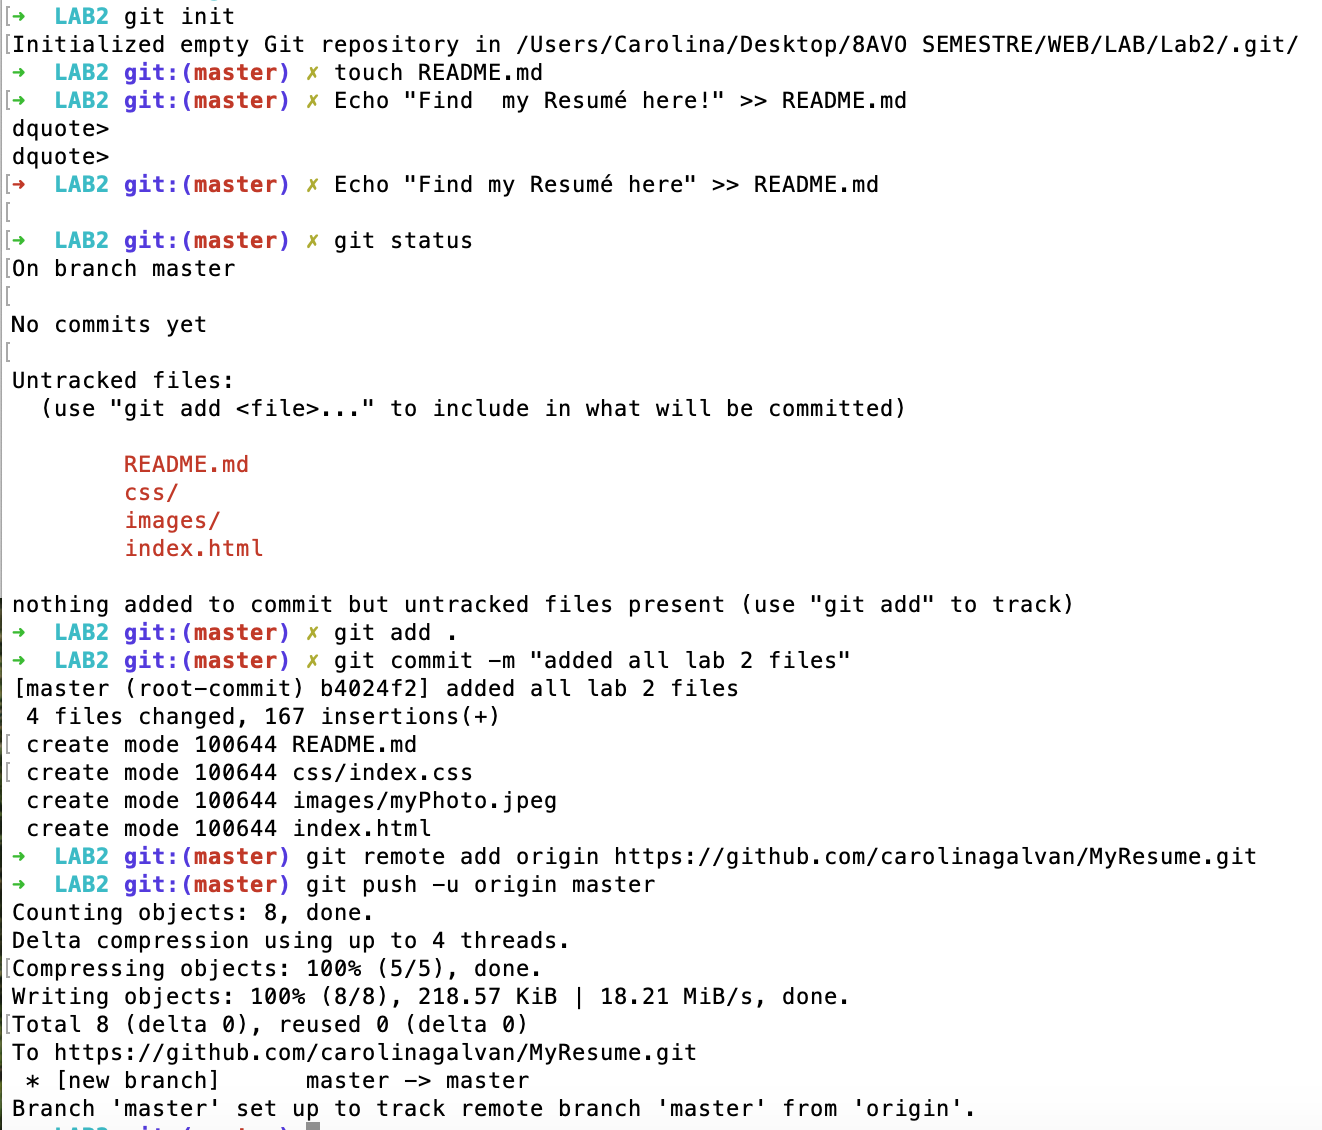 [➜  LAB2 git init
[Initialized empty Git repository in /Users/Carolina/Desktop/8AVO SEMESTRE/WEB/LAB/Lab2/.git/
➜  LAB2 git:(master) ✗ touch README.md
[➜  LAB2 git:(master) ✗ Echo "Find  my Resumé here!" >> README.md
dquote>
dquote>
[➜  LAB2 git:(master) ✗ Echo "Find my Resumé here" >> README.md
[
[➜  LAB2 git:(master) ✗ git status
[On branch master
[
No commits yet
[
Untracked files:
  (use "git add <file>..." to include in what will be committed)
        README.md
        css/
        images/
        index.html
nothing added to commit but untracked files present (use "git add" to track)
➜  LAB2 git:(master) ✗ git add .
➜  LAB2 git:(master) ✗ git commit -m "added all lab 2 files"
[master (root-commit) b4024f2] added all lab 2 files
 4 files changed, 167 insertions(+)
[ create mode 100644 README.md
[ create mode 100644 css/index.css
 create mode 100644 images/myPhoto.jpeg
 create mode 100644 index.html
➜  LAB2 git:(master) git remote add origin https://github.com/carolinagalvan/MyResume.git
➜  LAB2 git:(master) git push -u origin master
Counting objects: 8, done.
Delta compression using up to 4 threads.
[Compressing objects: 100% (5/5), done.
Writing objects: 100% (8/8), 218.57 KiB | 18.21 MiB/s, done.
[Total 8 (delta 0), reused 0 (delta 0)
To https://github.com/carolinagalvan/MyResume.git
 * [new branch]      master -> master
Branch 'master' set up to track remote branch 'master' from 'origin'.
LAB2 git:(master)